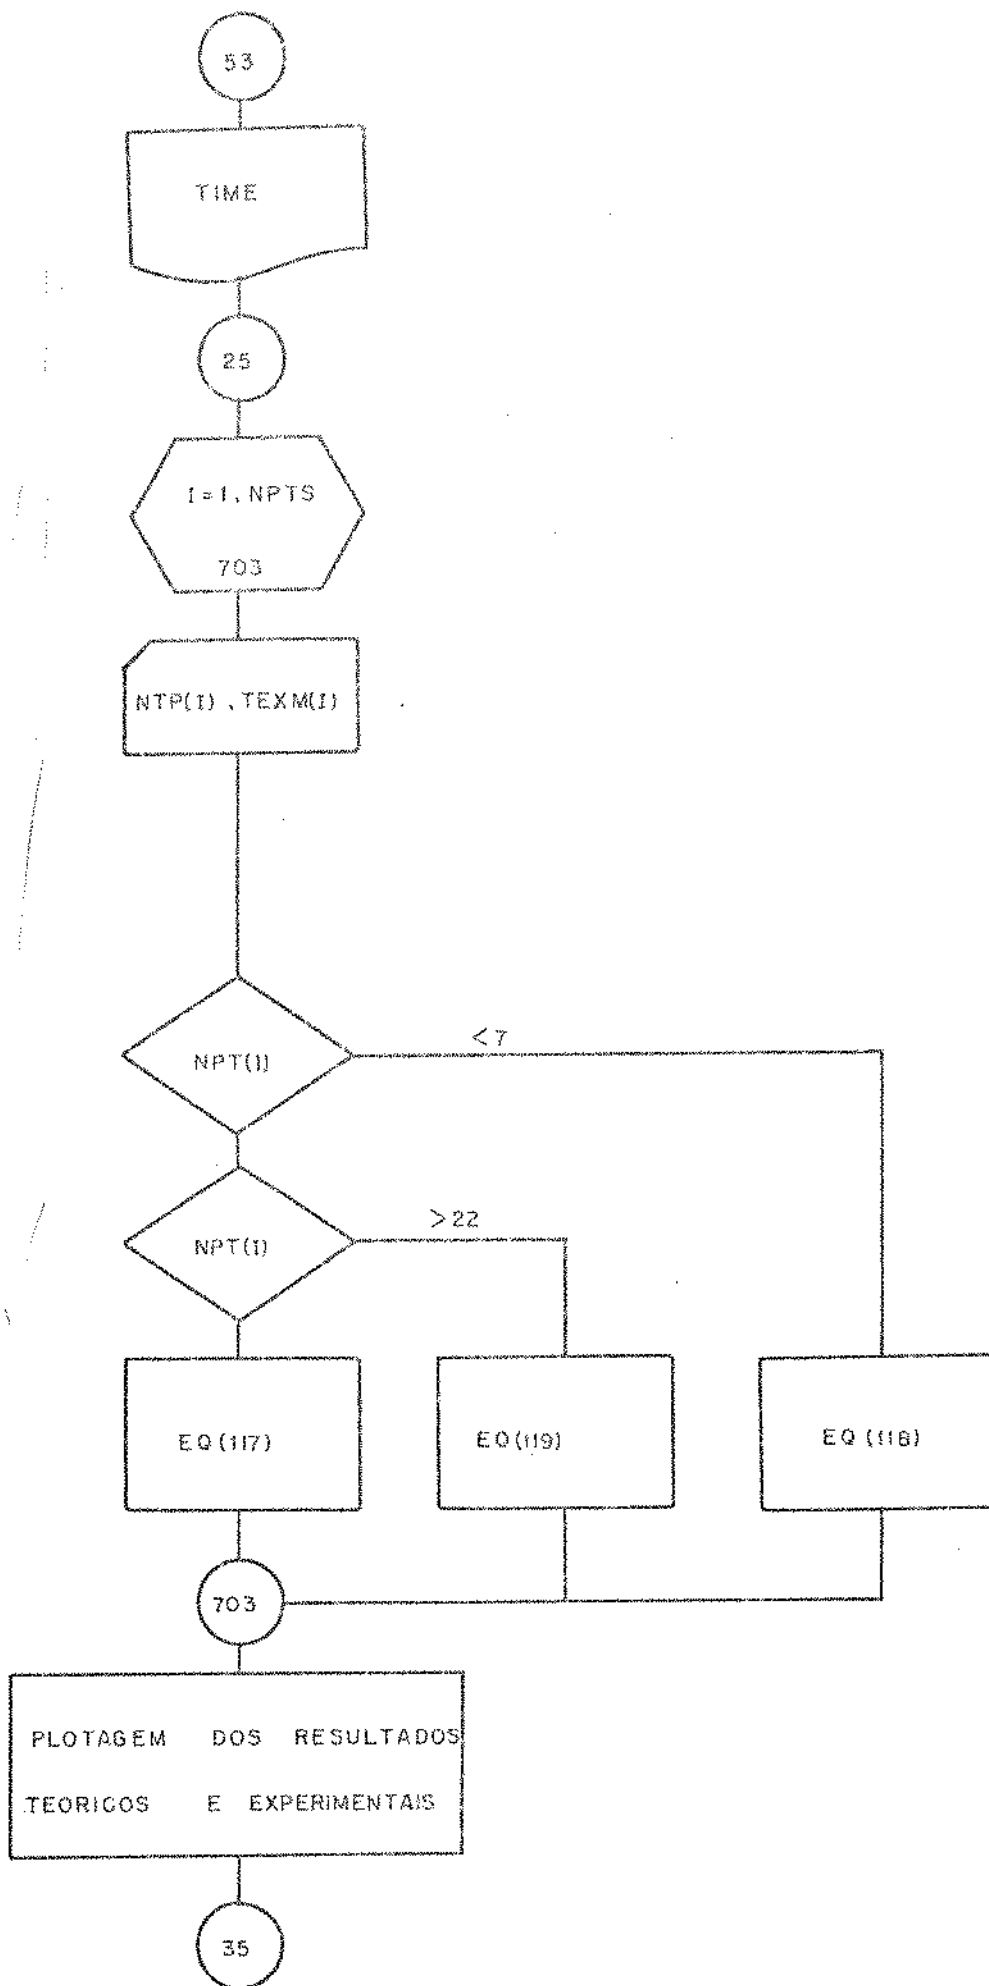 53
TIME
25
I=1, NPTS
703
NTP(I), TEXM(I)
<7
NPT(I)
>22
NPT(I)
EQ(117)
EQ(119)
EQ(118)
703
PLOTAGEM DOS RESULTADOS
TEORICOS E EXPERIMENTAIS
35